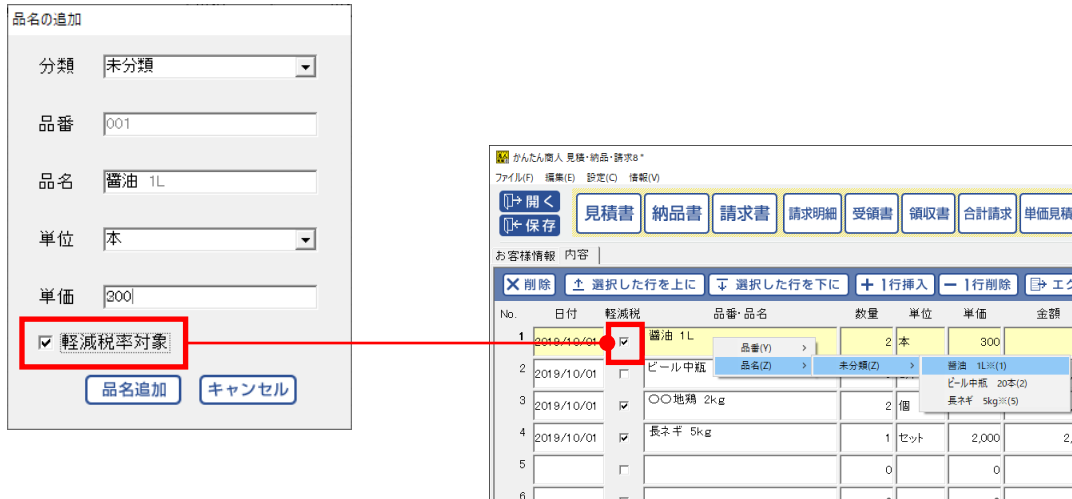 品名の追加
分類 未分類
品番 001
品名 醤油 1L
単位 本
単価 300
軽減税率対象
品名追加 キャンセル
かんたん商人 見積・納品・請求8*
ファイル(F) 編集(E) 設定(C) 情報(V)
開く
保存
見積書 納品書 請求書 請求明細 受領書 領収書 合計請求 単価見積
お客様情報 内容
削除 選択した行を上に 選択した行を下に 1行挿入 1行削除 エク
No. 日付 軽減税 品番・品名 数量 単位 単価 金額
1 2019/10/01 醤油 1L 2 本 300
品番(Y)
品名(Z) 未分類(Z) 醤油 1L※(1)
ビール中瓶 20本(2)
長ネギ 5kg※(5)
2 2019/10/01 ビール中瓶
3 2019/10/01 〇〇地鶏 2kg 2 個
4 2019/10/01 長ネギ 5kg 1 セット 2,000 2,
5 0 0
6